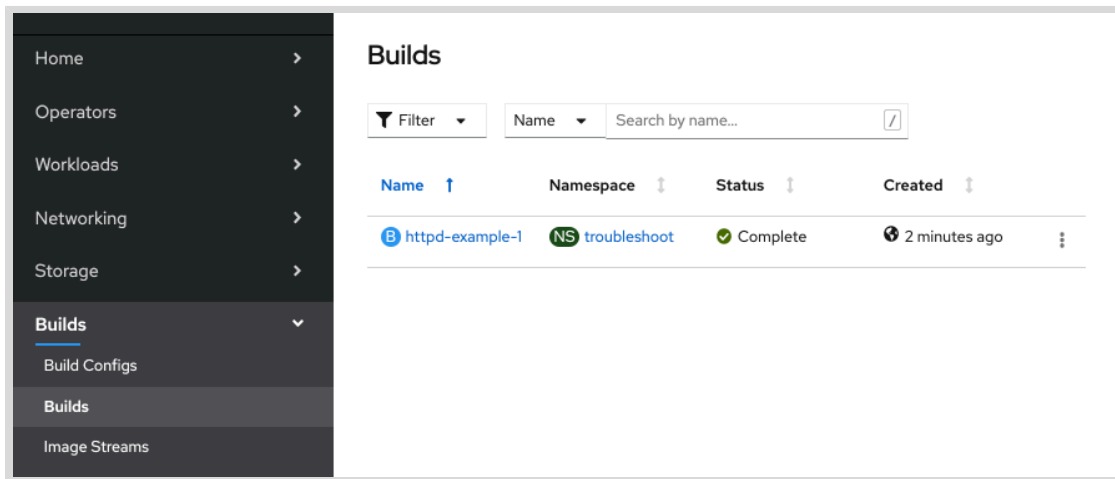 Home
Operators
Workloads
Networking
Storage
Builds
Build Configs
Builds
Image Streams
Builds
Filter Name Search by name... /
Name Namespace Status Created
B httpd-example-1 NS troubleshoot Complete 2 minutes ago